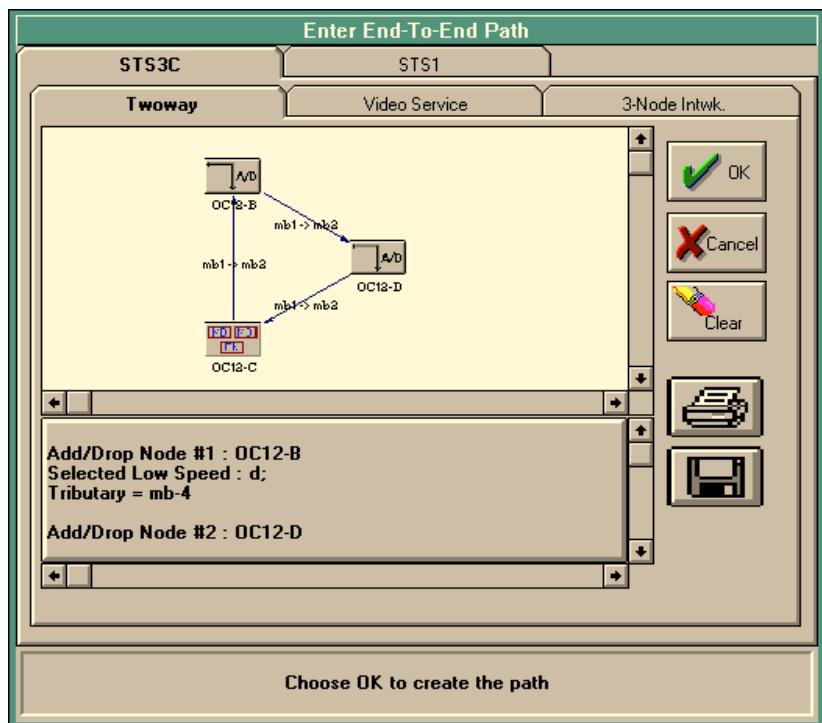 Enter End-To-End Path
STS3C
STS1
Twoway
Video Service
3-Node Intwk.
A/D
OC12-B
mb1-> mb2
A/D
mb1-> mb2
OC12-D
mb1-> mb2
OC12-C
OK
Cancel
Clear
Add/Drop Node #1 : OC12-B
Selected Low Speed : d;
Tributary = mb-4
Add/Drop Node #2 : OC12-D
Choose OK to create the path